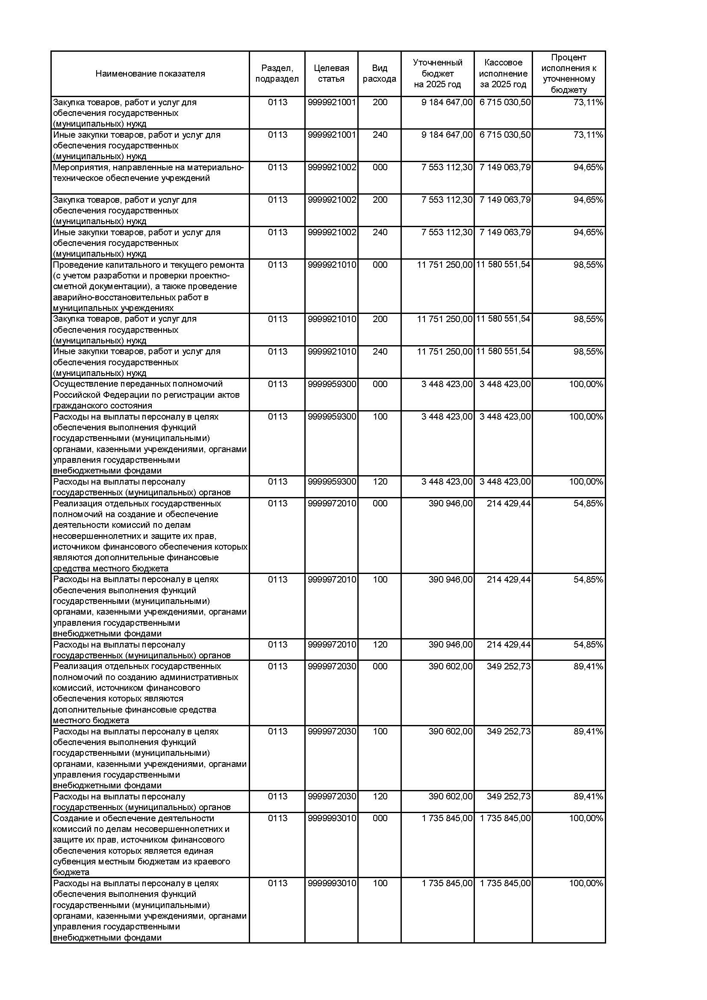 Наименование показателя
Раздел,
подраздел
Целевая
статья
Вид
расхода
Уточненный
бюджет
на 2025 год
Кассовое
исполнение
за 2025 год
Процент
исполнения к
уточненному
бюджету
Закупка товаров, работ и услуг для 0113 9999921001 200 9 184 647,00 6 715 030,50 73,11%
обеспечения государственных
(муниципальных) нужд
Иные закупки товаров, работ и услуг для 0113 9999921001 240 9 184 647,00 6 715 030,50 73,11%
обеспечения государственных
(муниципальных) нужд
Мероприятия, направленные на материально- 0113 9999921002 000 7 553 112,30 7 149 063,79 94,65%
техническое обеспечение учреждений
Закупка товаров, работ и услуг для 0113 9999921002 200 7 553 112,30 7 149 063,79 94,65%
обеспечения государственных
(муниципальных) нужд
Иные закупки товаров, работ и услуг для 0113 9999921002 240 7 553 112,30 7 149 063,79 94,65%
обеспечения государственных
(муниципальных) нужд
Проведение капитального и текущего ремонта 0113 9999921010 000 11 751 250,00 11 580 551,54 98,55%
(с учетом разработки и проверки проектно-
сметной документации), а также проведение
аварийно-восстановительных работ в
муниципальных учреждениях
Закупка товаров, работ и услуг для 0113 9999921010 200 11 751 250,00 11 580 551,54 98,55%
обеспечения государственных
(муниципальных) нужд
Иные закупки товаров, работ и услуг для 0113 9999921010 240 11 751 250,00 11 580 551,54 98,55%
обеспечения государственных
(муниципальных) нужд
Осуществление переданных полномочий 0113 9999959300 000 3 448 423,00 3 448 423,00 100,00%
Российской Федерации по регистрации актов
гражданского состояния
Расходы на выплаты персоналу в целях 0113 9999959300 100 3 448 423,00 3 448 423,00 100,00%
обеспечения выполнения функций
государственными (муниципальными)
органами, казенными учреждениями, органами
управления государственными
внебюджетными фондами
Расходы на выплаты персоналу 0113 9999959300 120 3 448 423,00 3 448 423,00 100,00%
государственных (муниципальных) органов
Реализация отдельных государственных 0113 9999972010 000 390 946,00 214 429,44 54,85%
полномочий на создание и обеспечение
деятельности комиссий по делам
несовершеннолетних и защите их прав,
источником финансового обеспечения которых
являются дополнительные финансовые
средства местного бюджета
Расходы на выплаты персоналу в целях 0113 9999972010 100 390 946,00 214 429,44 54,85%
обеспечения выполнения функций
государственными (муниципальными)
органами, казенными учреждениями, органами
управления государственными
внебюджетными фондами
Расходы на выплаты персоналу 0113 9999972010 120 390 946,00 214 429,44 54,85%
государственных (муниципальных) органов
Реализация отдельных государственных 0113 9999972030 000 390 602,00 349 252,73 89,41%
полномочий по созданию административных
комиссий, источником финансового
обеспечения которых являются
дополнительные финансовые средства
местного бюджета
Расходы на выплаты персоналу в целях 0113 9999972030 100 390 602,00 349 252,73 89,41%
обеспечения выполнения функций
государственными (муниципальными)
органами, казенными учреждениями, органами
управления государственными
внебюджетными фондами
Расходы на выплаты персоналу 0113 9999972030 120 390 602,00 349 252,73 89,41%
государственных (муниципальных) органов
Создание и обеспечение деятельности 0113 9999993010 000 1 735 845,00 1 735 845,00 100,00%
комиссий по делам несовершеннолетних и
защите их прав, источником финансового
обеспечения которых является единая
субвенция местным бюджетам из краевого
бюджета
Расходы на выплаты персоналу в целях 0113 9999993010 100 1 735 845,00 1 735 845,00 100,00%
обеспечения выполнения функций
государственными (муниципальными)
органами, казенными учреждениями, органами
управления государственными
внебюджетными фондами